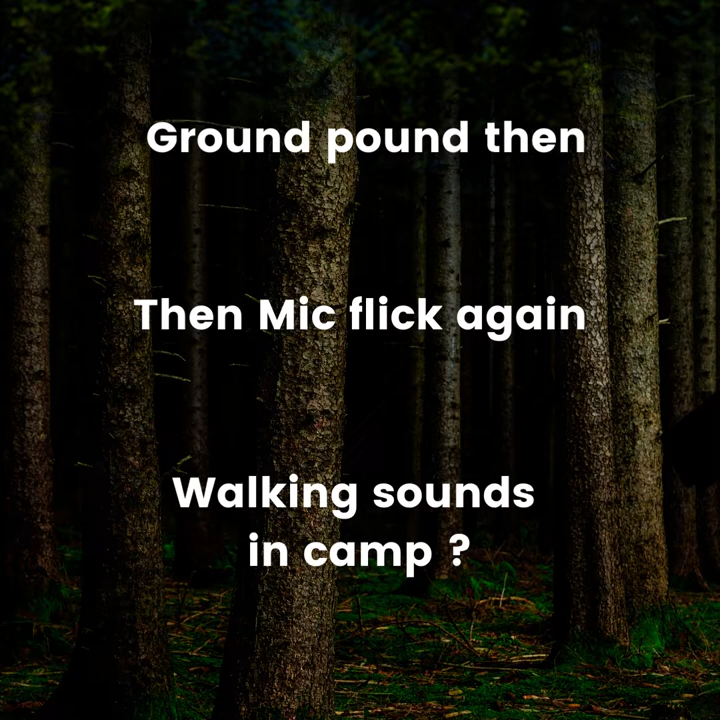 Ground pound then
Then Mic flick again
Walking sounds
in camp ?